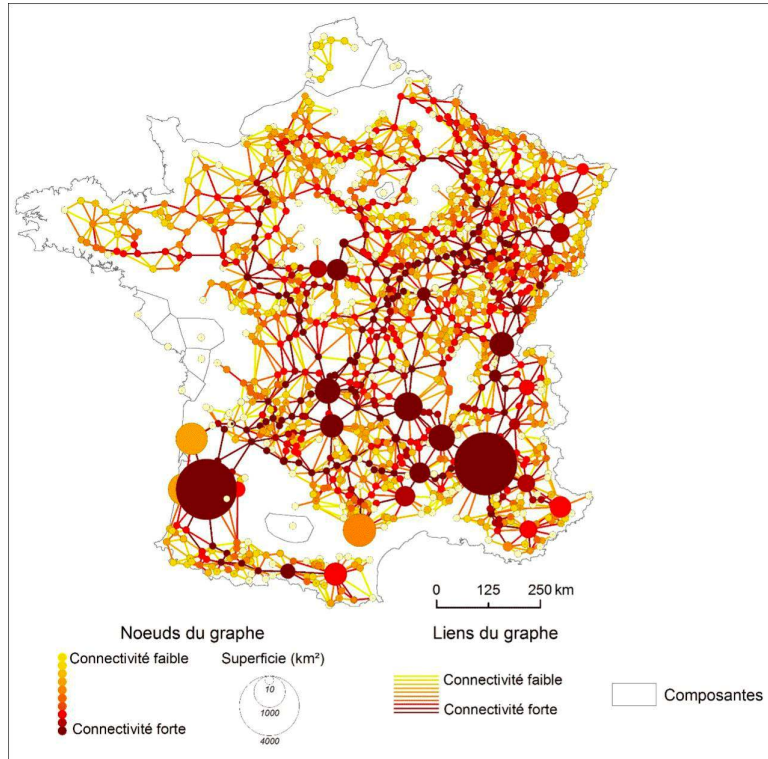 0 125 250 km
Noeuds du graphe
Connectivité faible
Connectivité forte
Superficie (km²)
10
1000
4000
Liens du graphe
Connectivité faible
Connectivité forte
Composantes